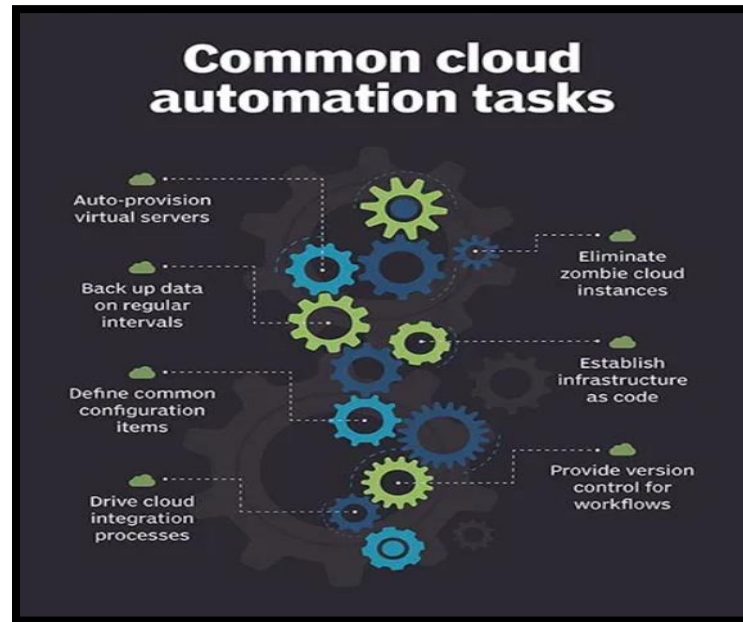 Common cloud
automation tasks
Auto-provision
virtual servers
Back up data
on regular
intervals
Define common
configuration
items
Drive cloud
integration
processes
Eliminate
zombie cloud
instances
Establish
infrastructure
as code
Provide version
control for
workflows